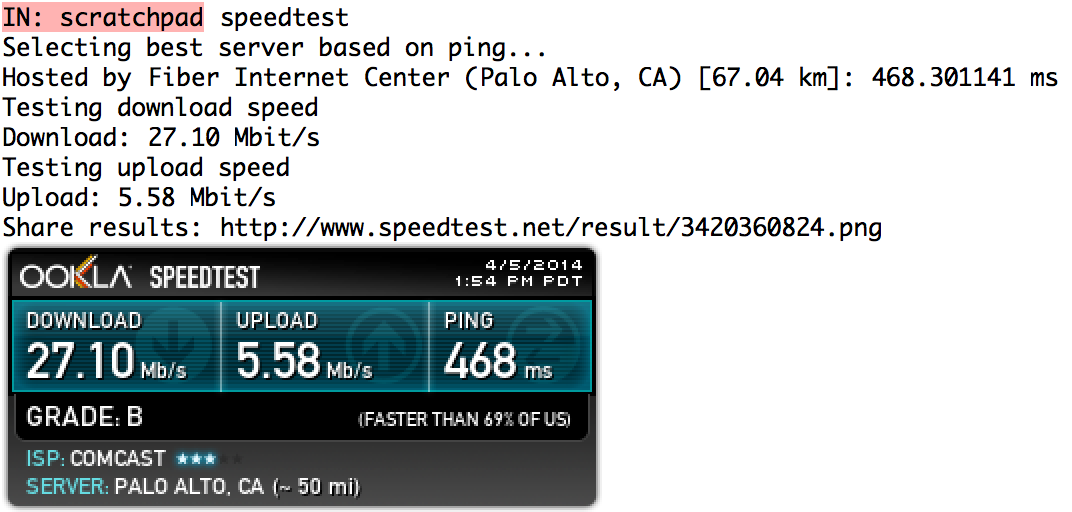 IN: scratchpad speedtest
Selecting best server based on ping...
Hosted by Fiber Internet Center (Palo Alto, CA) [67.04 km]: 468.301141 ms
Testing download speed
Download: 27.10 Mbit/s
Testing upload speed
Upload: 5.58 Mbit/s
Share results: http://www.speedtest.net/result/3420360824.png
OOKLA SPEEDTEST 4/5/2014
1:54 PM PDT
DOWNLOAD UPLOAD PING
27.10 Mb/s 5.58 Mb/s 468 ms
GRADE: B (FASTER THAN 69% OF US)
ISP: COMCAST
SERVER: PALO ALTO, CA (~ 50 mi)